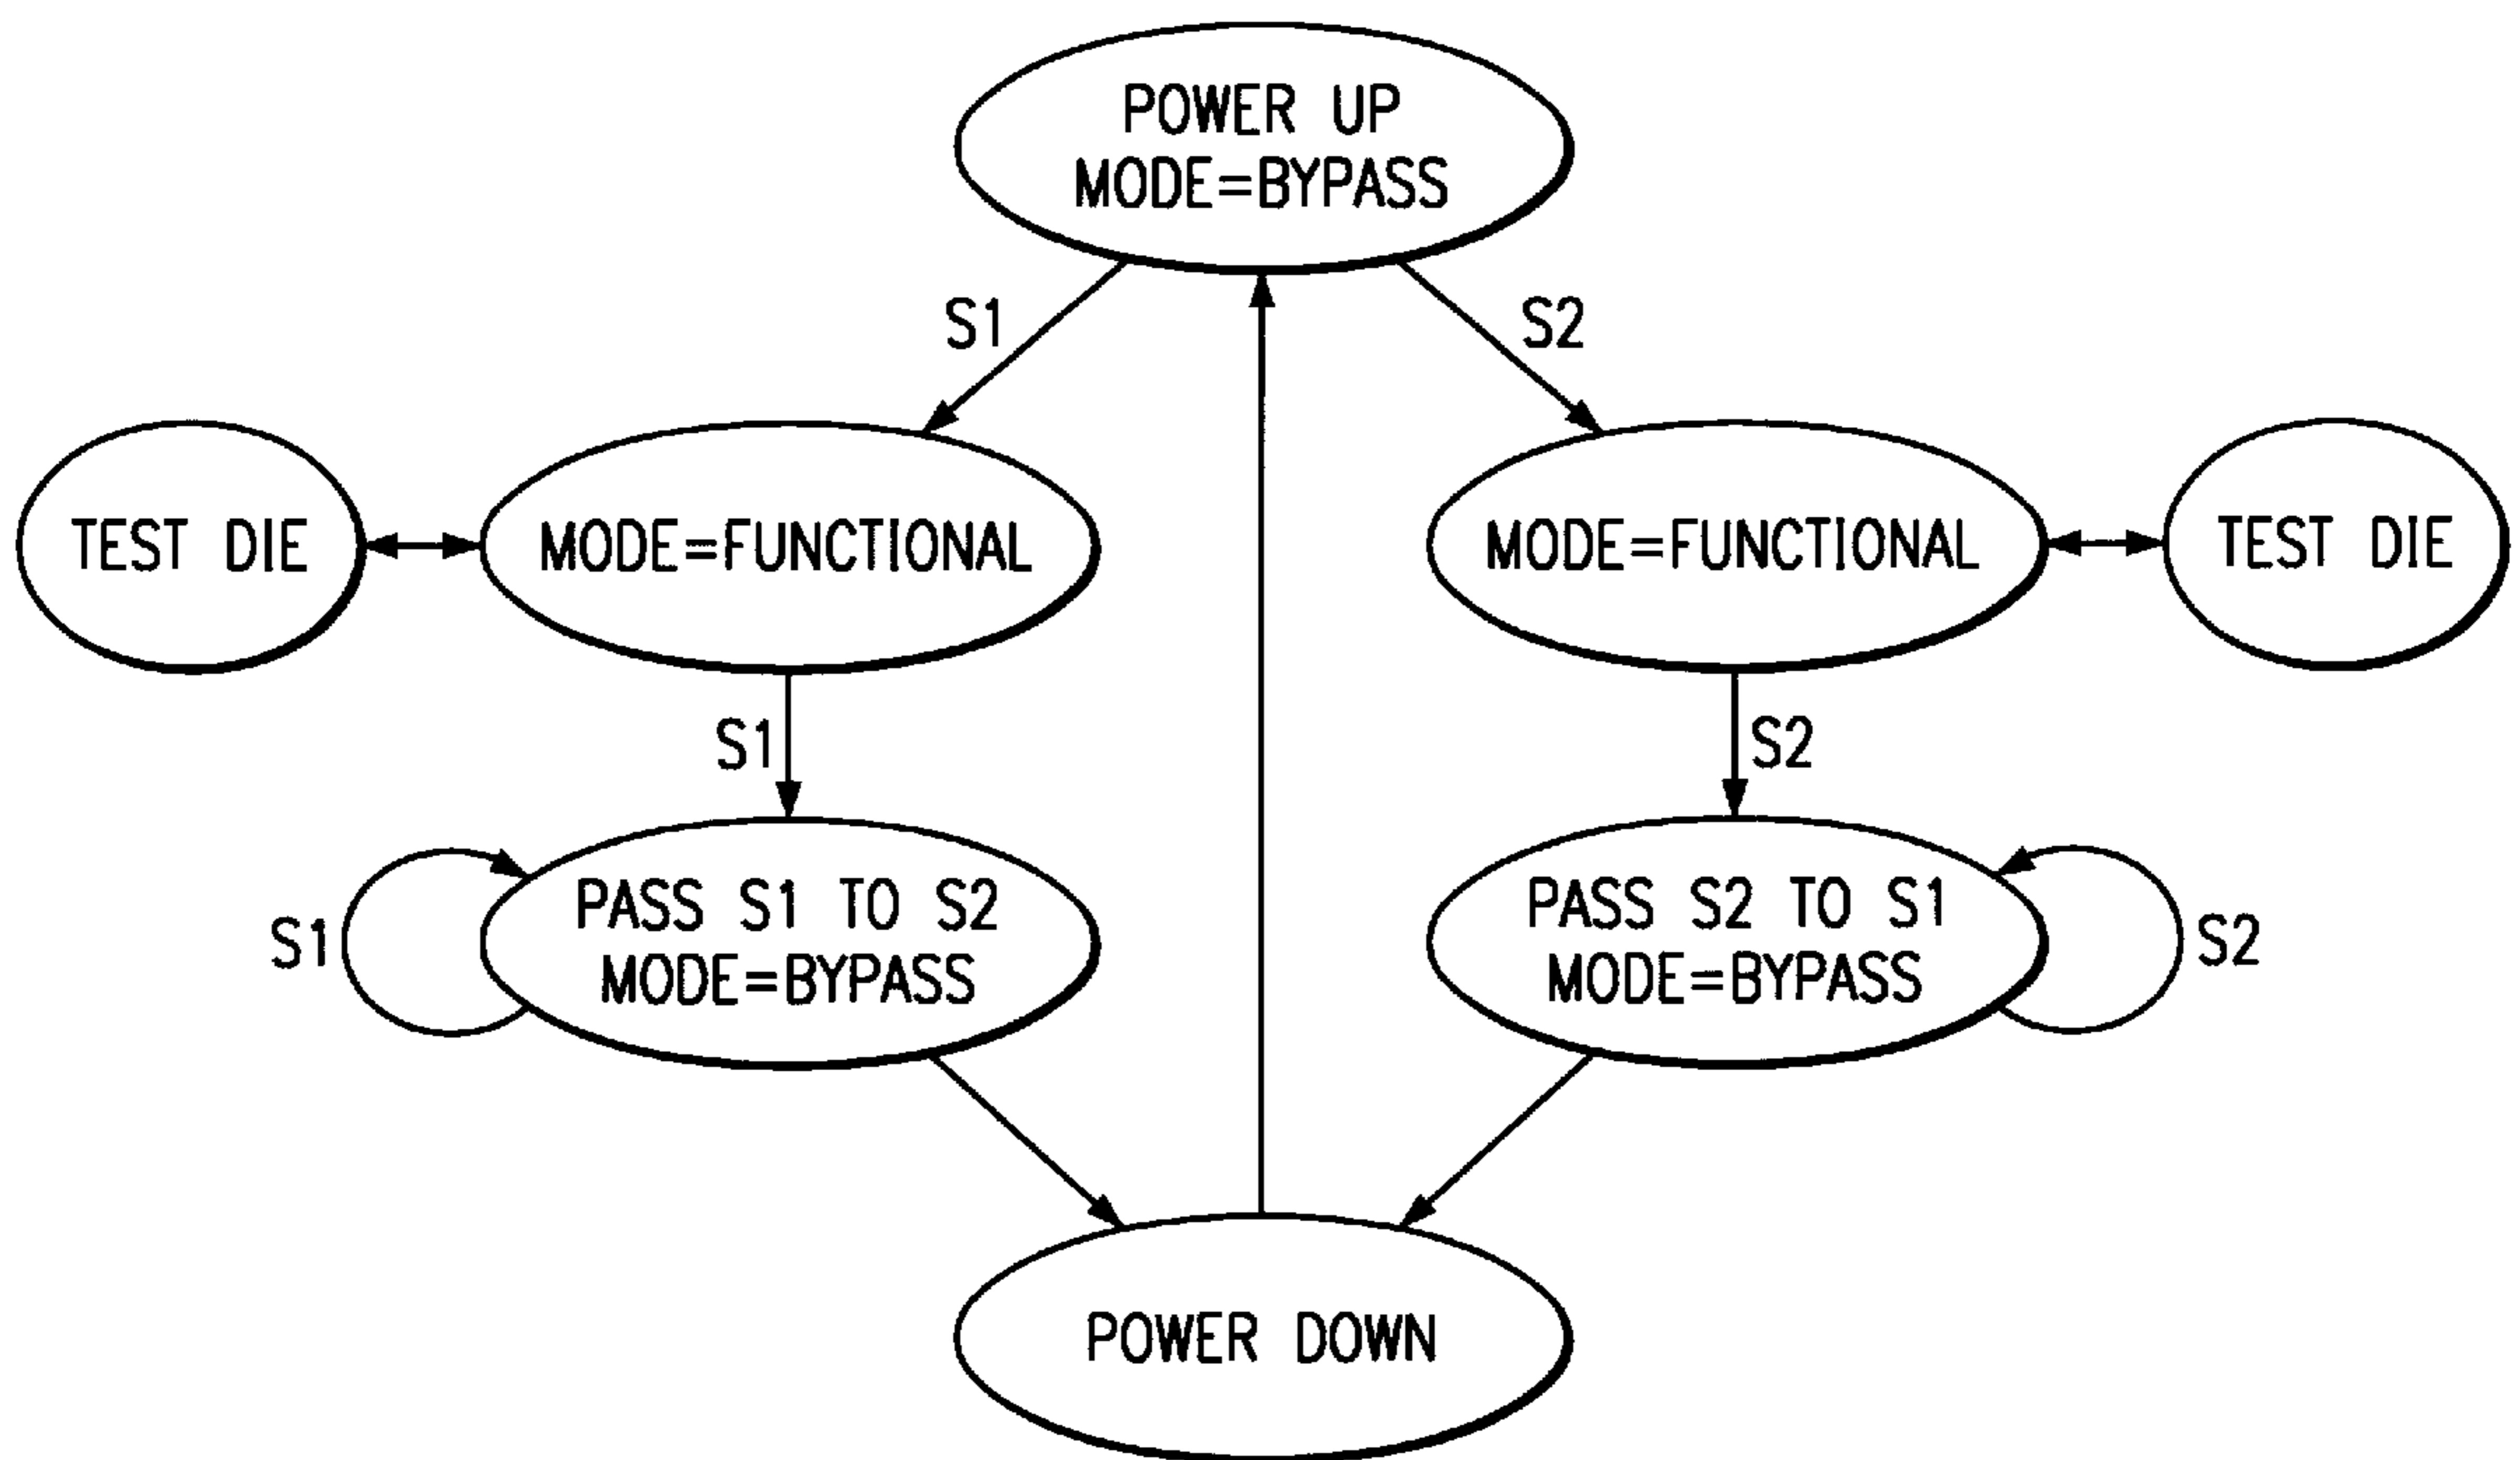 POWER UP
MODE=BYPASS
S1
S2
TEST DIE
MODE=FUNCTIONAL
MODE=FUNCTIONAL
TEST DIE
S1
S2
S1
PASS S1 TO S2
MODE=BYPASS
PASS S2 TO S1
MODE=BYPASS
S2
POWER DOWN